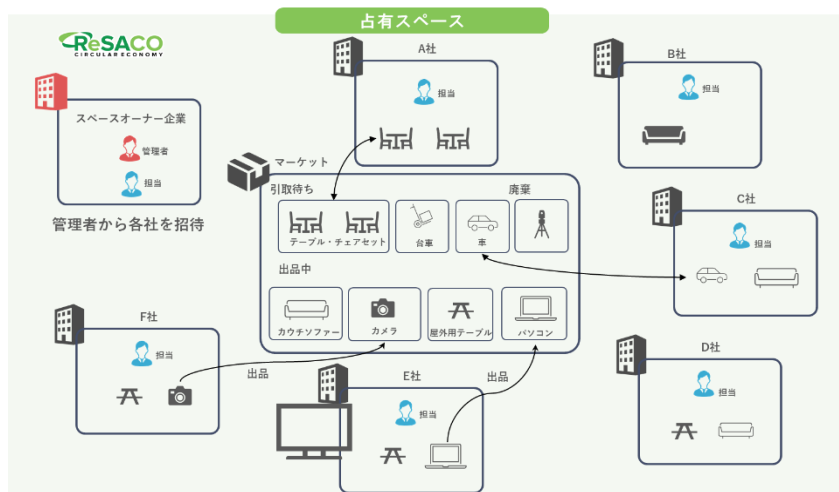 占有スペース
ReSACO
CIRCULAR ECONOMY
A社
担当
B社
担当
スペースオーナー企業
管理者
担当
管理者から各社を招待
マーケット
引取待ち
廃棄
テーブル・チェアセット
台車
車
出品中
カウチソファー
カメラ
屋外用テーブル
パソコン
C社
担当
F社
担当
出品
E社
担当
出品
D社
担当